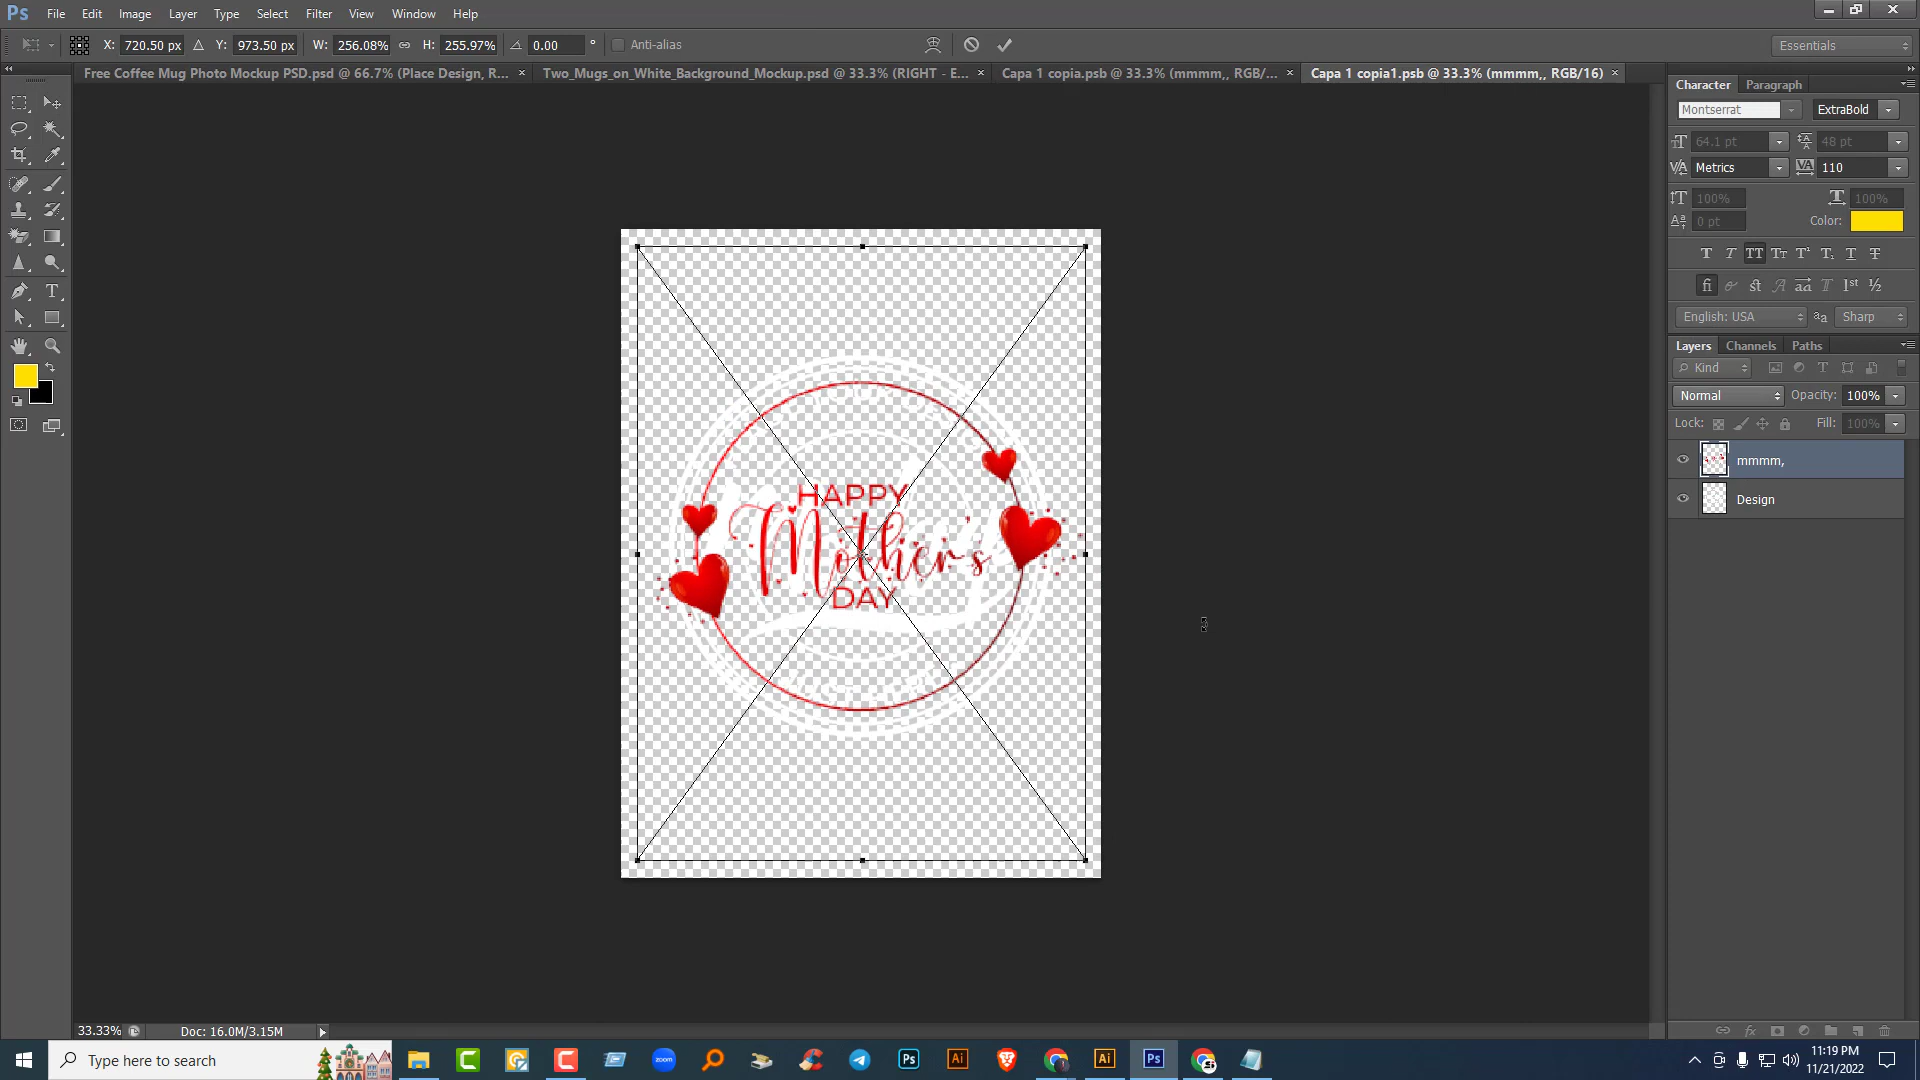 Ps File Edit Image Layer Type Select Filter View Window Help
X: 720.50 px Y: 973.50 px W: 256.08% H: 255.97% 0.00 ° Anti-alias Essentials
Free Coffee Mug Photo Mockup PSD.psd @ 66.7% (Place Design, R... × Two_Mugs_on_White_Background_Mockup.psd @ 33.3% (RIGHT - E... × Capa 1 copia.psb @ 33.3% (mmmm,, RGB/... × Capa 1 copia1.psb @ 33.3% (mmmm,, RGB/16) ×
Character Paragraph
Montserrat ExtraBold
64.1 pt 48 pt
Metrics 110
100% 100%
0 pt Color:
English: USA Sharp
Layers Channels Paths
Kind
Normal Opacity: 100%
Lock: Fill: 100%
mmmm,
Design
HAPPY
Mother's
DAY
33.33% Doc: 16.0M/3.15M
Type here to search
zoom Ps Ai Ai Ps
11:19 PM
11/21/2022